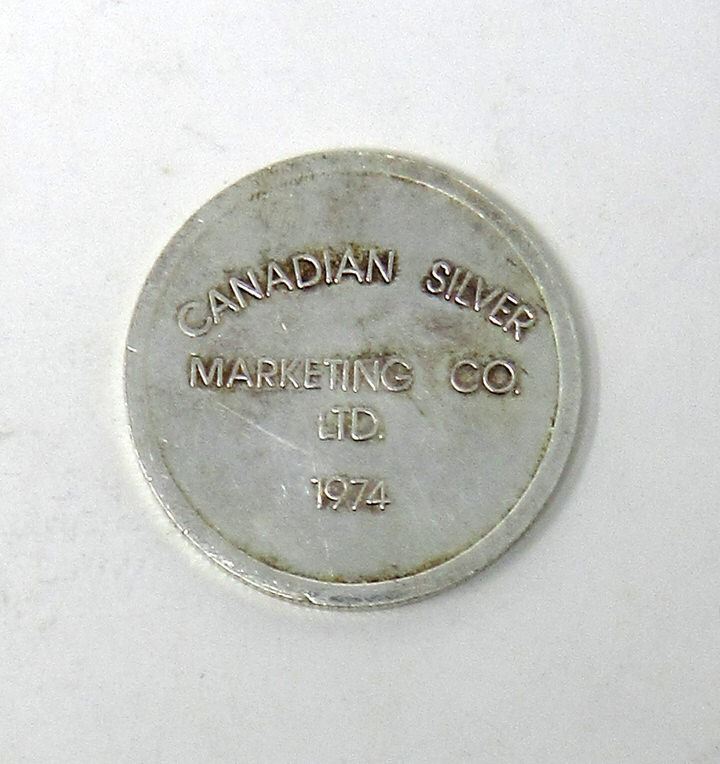 CANADIAN SILVER
MARKETING CO.
LTD.
1974